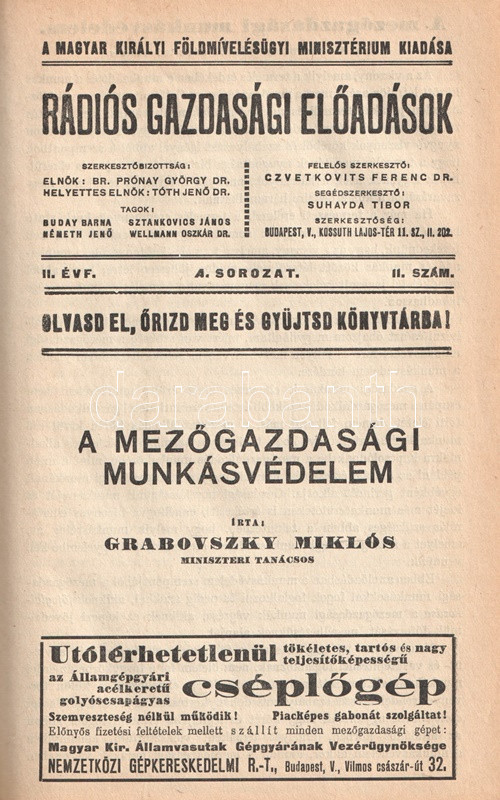 A MAGYAR KIRÁLYI FÖLDMÍVELÉSÜGYI MINISZTÉRIUM KIADÁSA
RÁDIÓS GAZDASÁGI ELŐADÁSOK
SZERKESZTŐBIZOTTSÁG:
ELNÖK: BR. PRÓNAY GYÖRGY DR.
HELYETTES ELNÖK: TÓTH JENŐ DR.
TAGOK:
BUDAY BARNA SZTANKOVICS JÁNOS
NÉMETH JENŐ WELLMANN OSZKÁR DR.
FELELŐS SZERKESZTŐ:
CZVETKOVITS FERENC DR.
SEGÉDSZERKESZTŐ:
SUHAYDA TIBOR
SZERKESZTŐSÉG:
BUDAPEST, V., KOSSUTH LAJOS-TÉR 11. SZ., II. 202.
II. ÉVF. A. SOROZAT. 11. SZÁM.
OLVASD EL, ŐRIZD MEG ÉS GYÜJTSD KÖNYVTÁRBA!
darabanth
A MEZŐGAZDASÁGI
MUNKÁSVÉDELEM
IRTA:
GRABOVSZKY MIKLÓS
MINISZTERI TANÁCSOS
Utólérhetetlenül tökéletes, tartós és nagy
teljesítőképességű
az Államgépgyári
acélkeretű
golyóscsapágyas
cséplőgép
Szemveszteség nélkül működik! Piacképes gabonát szolgáltat!
Előnyös fizetési feltételek mellett szállít minden mezőgazdasági gépet:
Magyar Kir. Államvasutak Gépgyárának Vezérügynöksége
NEMZETKÖZI GÉPKERESKEDELMI R.-T., Budapest, V., Vilmos császár-út 32.